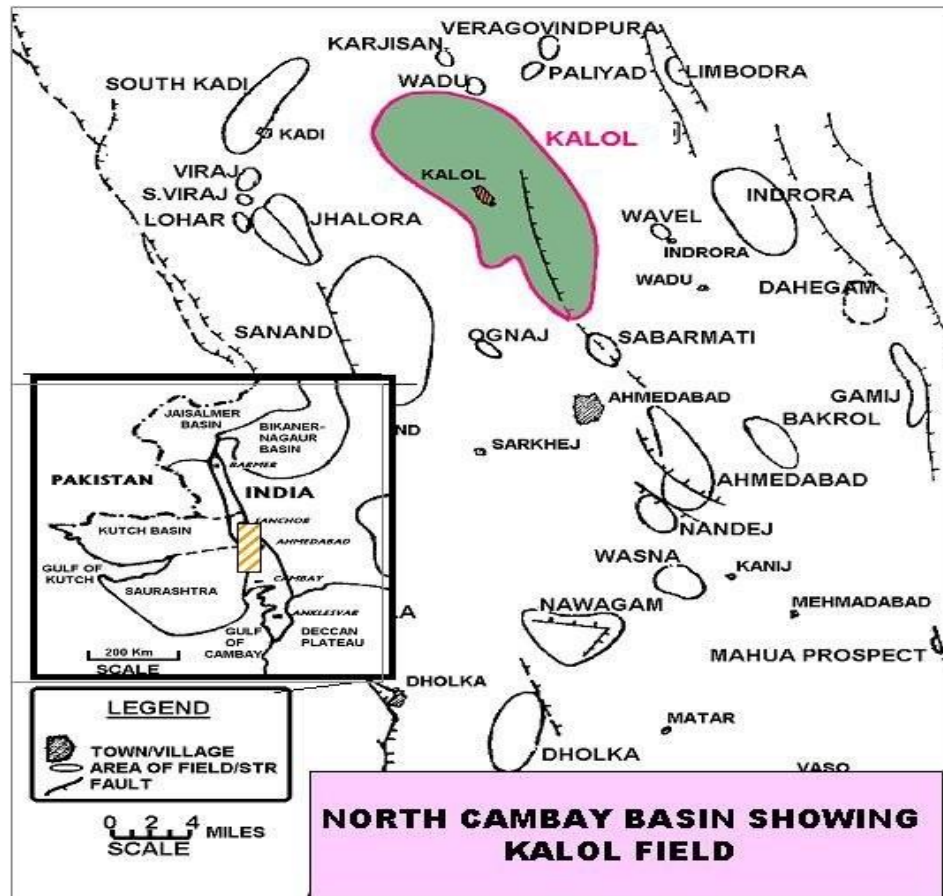 VERAGOVINDPURA
KARJISAN
SOUTH KADI
WADU
PALIYAD
LIMBODRA
KADI
KALOL
VIRAJ
KALOL
S.VIRAJ
INDRORA
LOHAR
JHALORA
WAVEL
INDRORA
WADU
DAHEGAM
SANAND
OGNAJ
SABARMATI
GAMIJ
AHMEDABAD
BAKROL
SARKHEJ
AHMEDABAD
NANDEJ
WASNA
KANIJ
NAWAGAM
MEHMADABAD
MAHUA PROSPECT
DHOLKA
MATAR
DHOLKA
VASO
JAISALMER
BASIN
BIKANER-
NAGAUR
BASIN
ND
BARMER
PAKISTAN
INDIA
SANCHOR
KUTCH BASIN
AHMEDABAD
GULF OF
KUTCH
CAMBAY
SAURASHTRA
ANKLESVAR
LA
GULF
OF
CAMBAY
DECCAN
PLATEAU
200 Km
SCALE
LEGEND
TOWN/VILLAGE
AREA OF FIELD/STR
FAULT
0 2 4 MILES
SCALE
NORTH CAMBAY BASIN SHOWING
KALOL FIELD